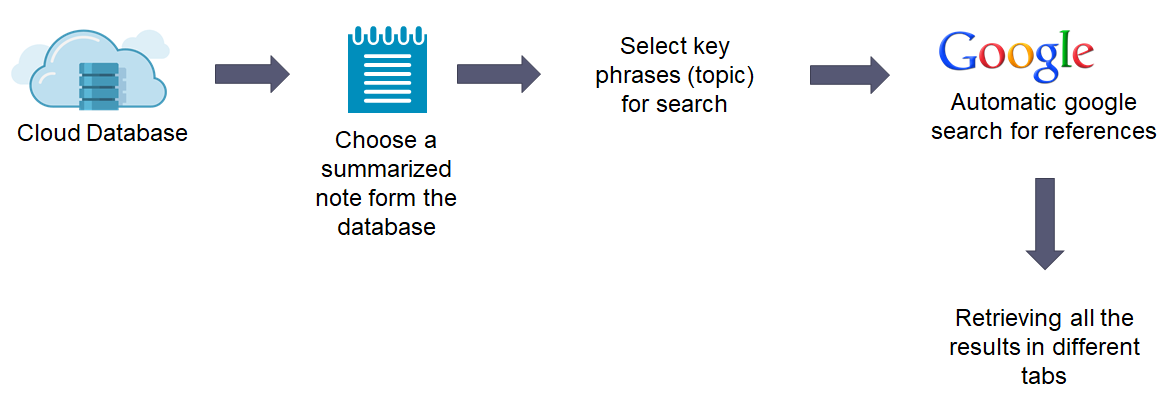 Cloud Database
Choose a
summarized
note form the
database
Select key
phrases (topic)
for search
Google
Automatic google
search for references
Retrieving all the
results in different
tabs